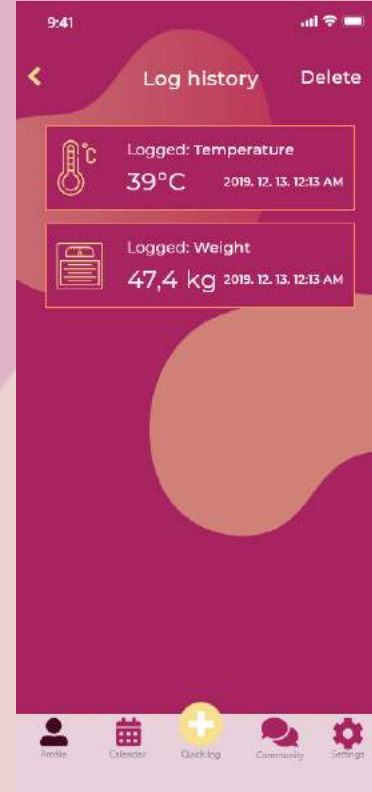 9:41
Log history
Delete
°C
Logged: Temperature
39°C
2019. 12. 13. 12:13 AM
Logged: Weight
47,4 kg
2019. 12. 13. 12:13 AM
Profile
Calendar
Quick log
Community
Settings